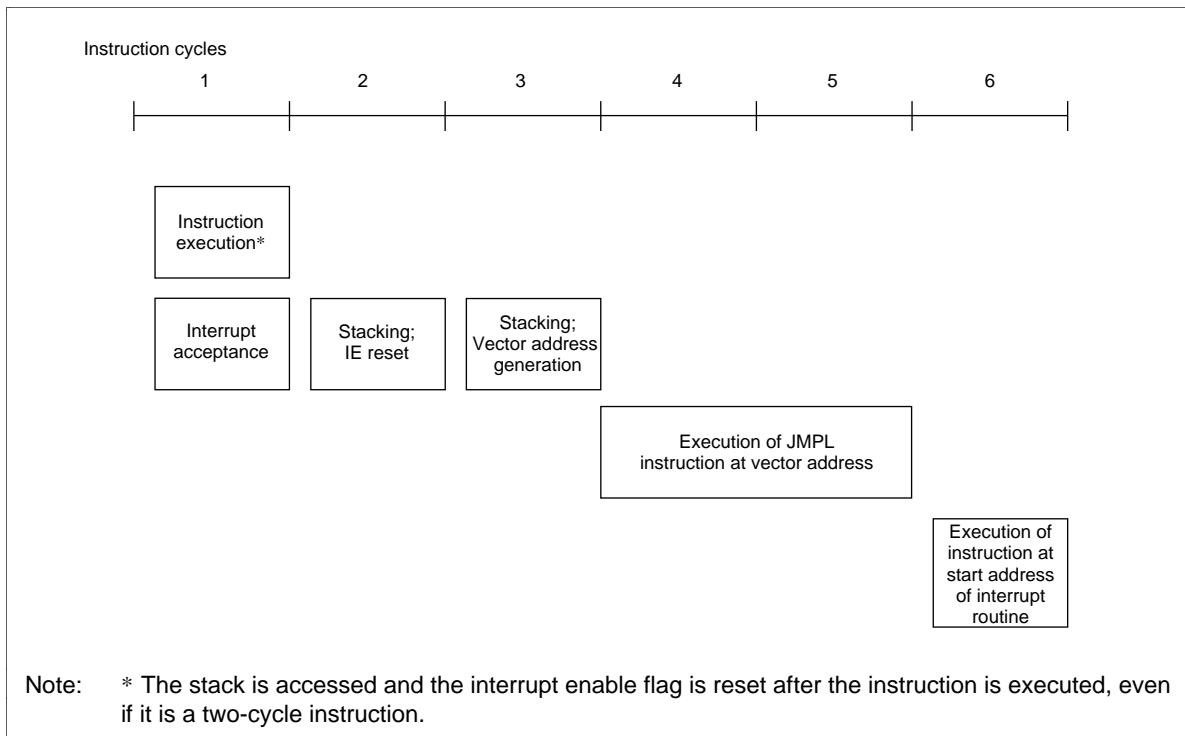 Instruction cycles
1 2 3 4 5 6
Instruction
execution*
Interrupt
acceptance
Stacking;
IE reset
Stacking;
Vector address
generation
Execution of JMPL
instruction at vector address
Execution of
instruction at
start address
of interrupt
routine
Note: * The stack is accessed and the interrupt enable flag is reset after the instruction is executed, even
if it is a two-cycle instruction.